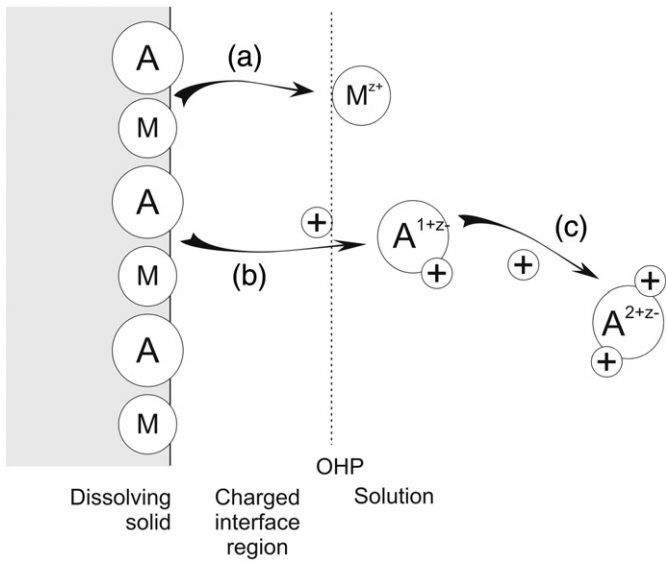 A
(a)
M^{z+}
M
A
+
A^{1+z-}
+
(c)
(b)
+
M
+
A^{2+z-}
+
A
M
OHP
Dissolving
solid
Charged
interface
region
Solution